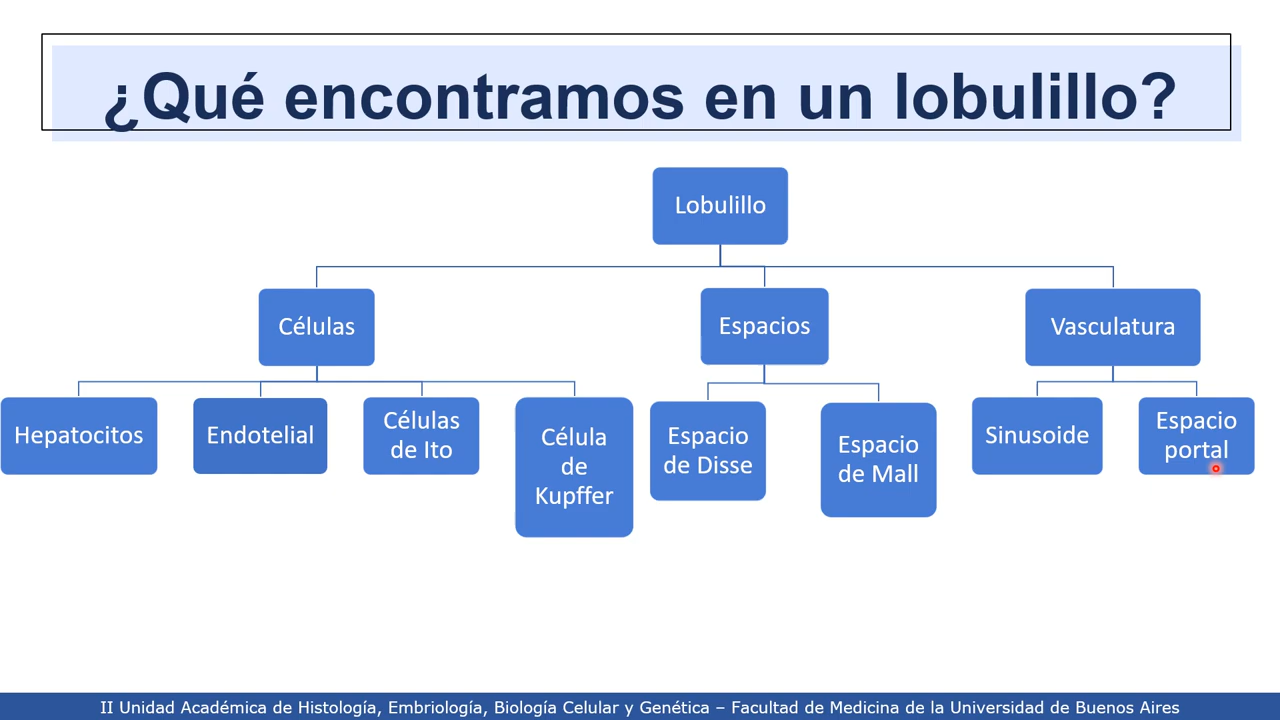 ¿Qué encontramos en un lobulillo?
Lobulillo
Células
Espacios
Vasculatura
Hepatocitos
Endotelial
Células
de Ito
Célula
de
Kupffer
Espacio
de Disse
Espacio
de Mall
Sinusoide
Espacio
portal
II Unidad Académica de Histología, Embriología, Biología Celular y Genética – Facultad de Medicina de la Universidad de Buenos Aires